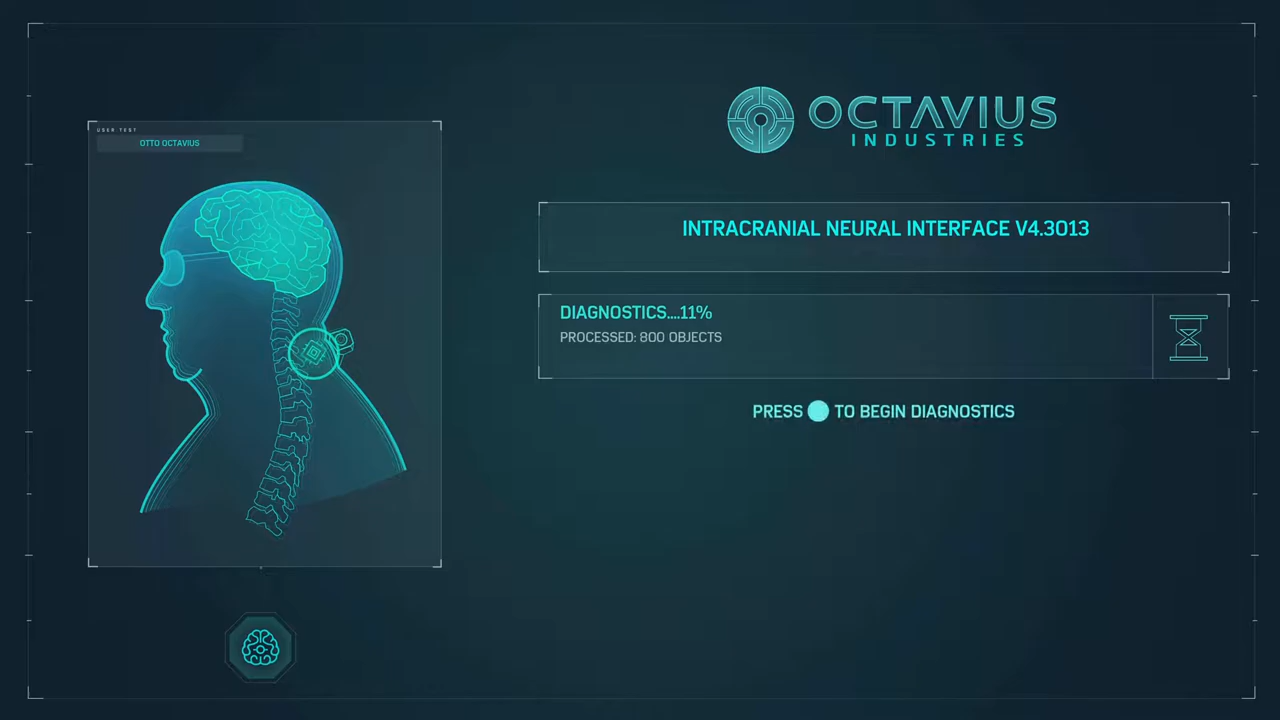 USER TEST
OTTO OCTAVIUS
OCTAVIUS
INDUSTRIES
INTRACRANIAL NEURAL INTERFACE V4.3013
DIAGNOSTICS....11%
PROCESSED: 800 OBJECTS
PRESS TO BEGIN DIAGNOSTICS